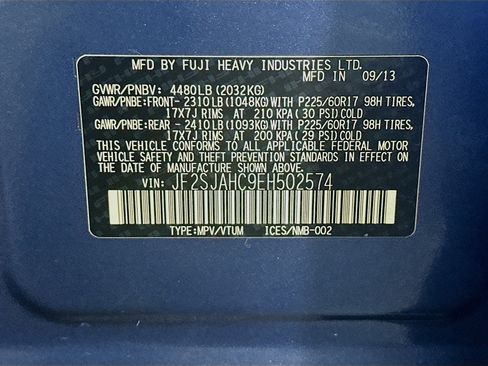 MFD BY FUJI HEAVY INDUSTRIES LTD.
IN 09/13
GVWR/PNBV: 4480LB (2032KG)
GAWR/PNBE:FRONT- 2310LB (1048KG) WITH P225/60R17 98H TIRES,
17X7J RIMS AT 210 KPA (30 PSI) COLD
GAWR/PNBE:REAR - 2410LB (1093KG) WITH P225/60R17 98H TIRES,
17X7J RIMS AT 200 KPA (29 PSI) COLD
THIS VEHICLE CONFORMS TO ALL APPLICABLE FEDERAL MOTOR
VEHICLE SAFETY AND THEFT PREVENTION STANDARDS IN EFFECT
ON THE DATE OF MANUFACTURE SHOWN ABOVE.
VIN: JF2SJAHC9EH502574
TYPE:MPV/VTUM ICES/NMB-002